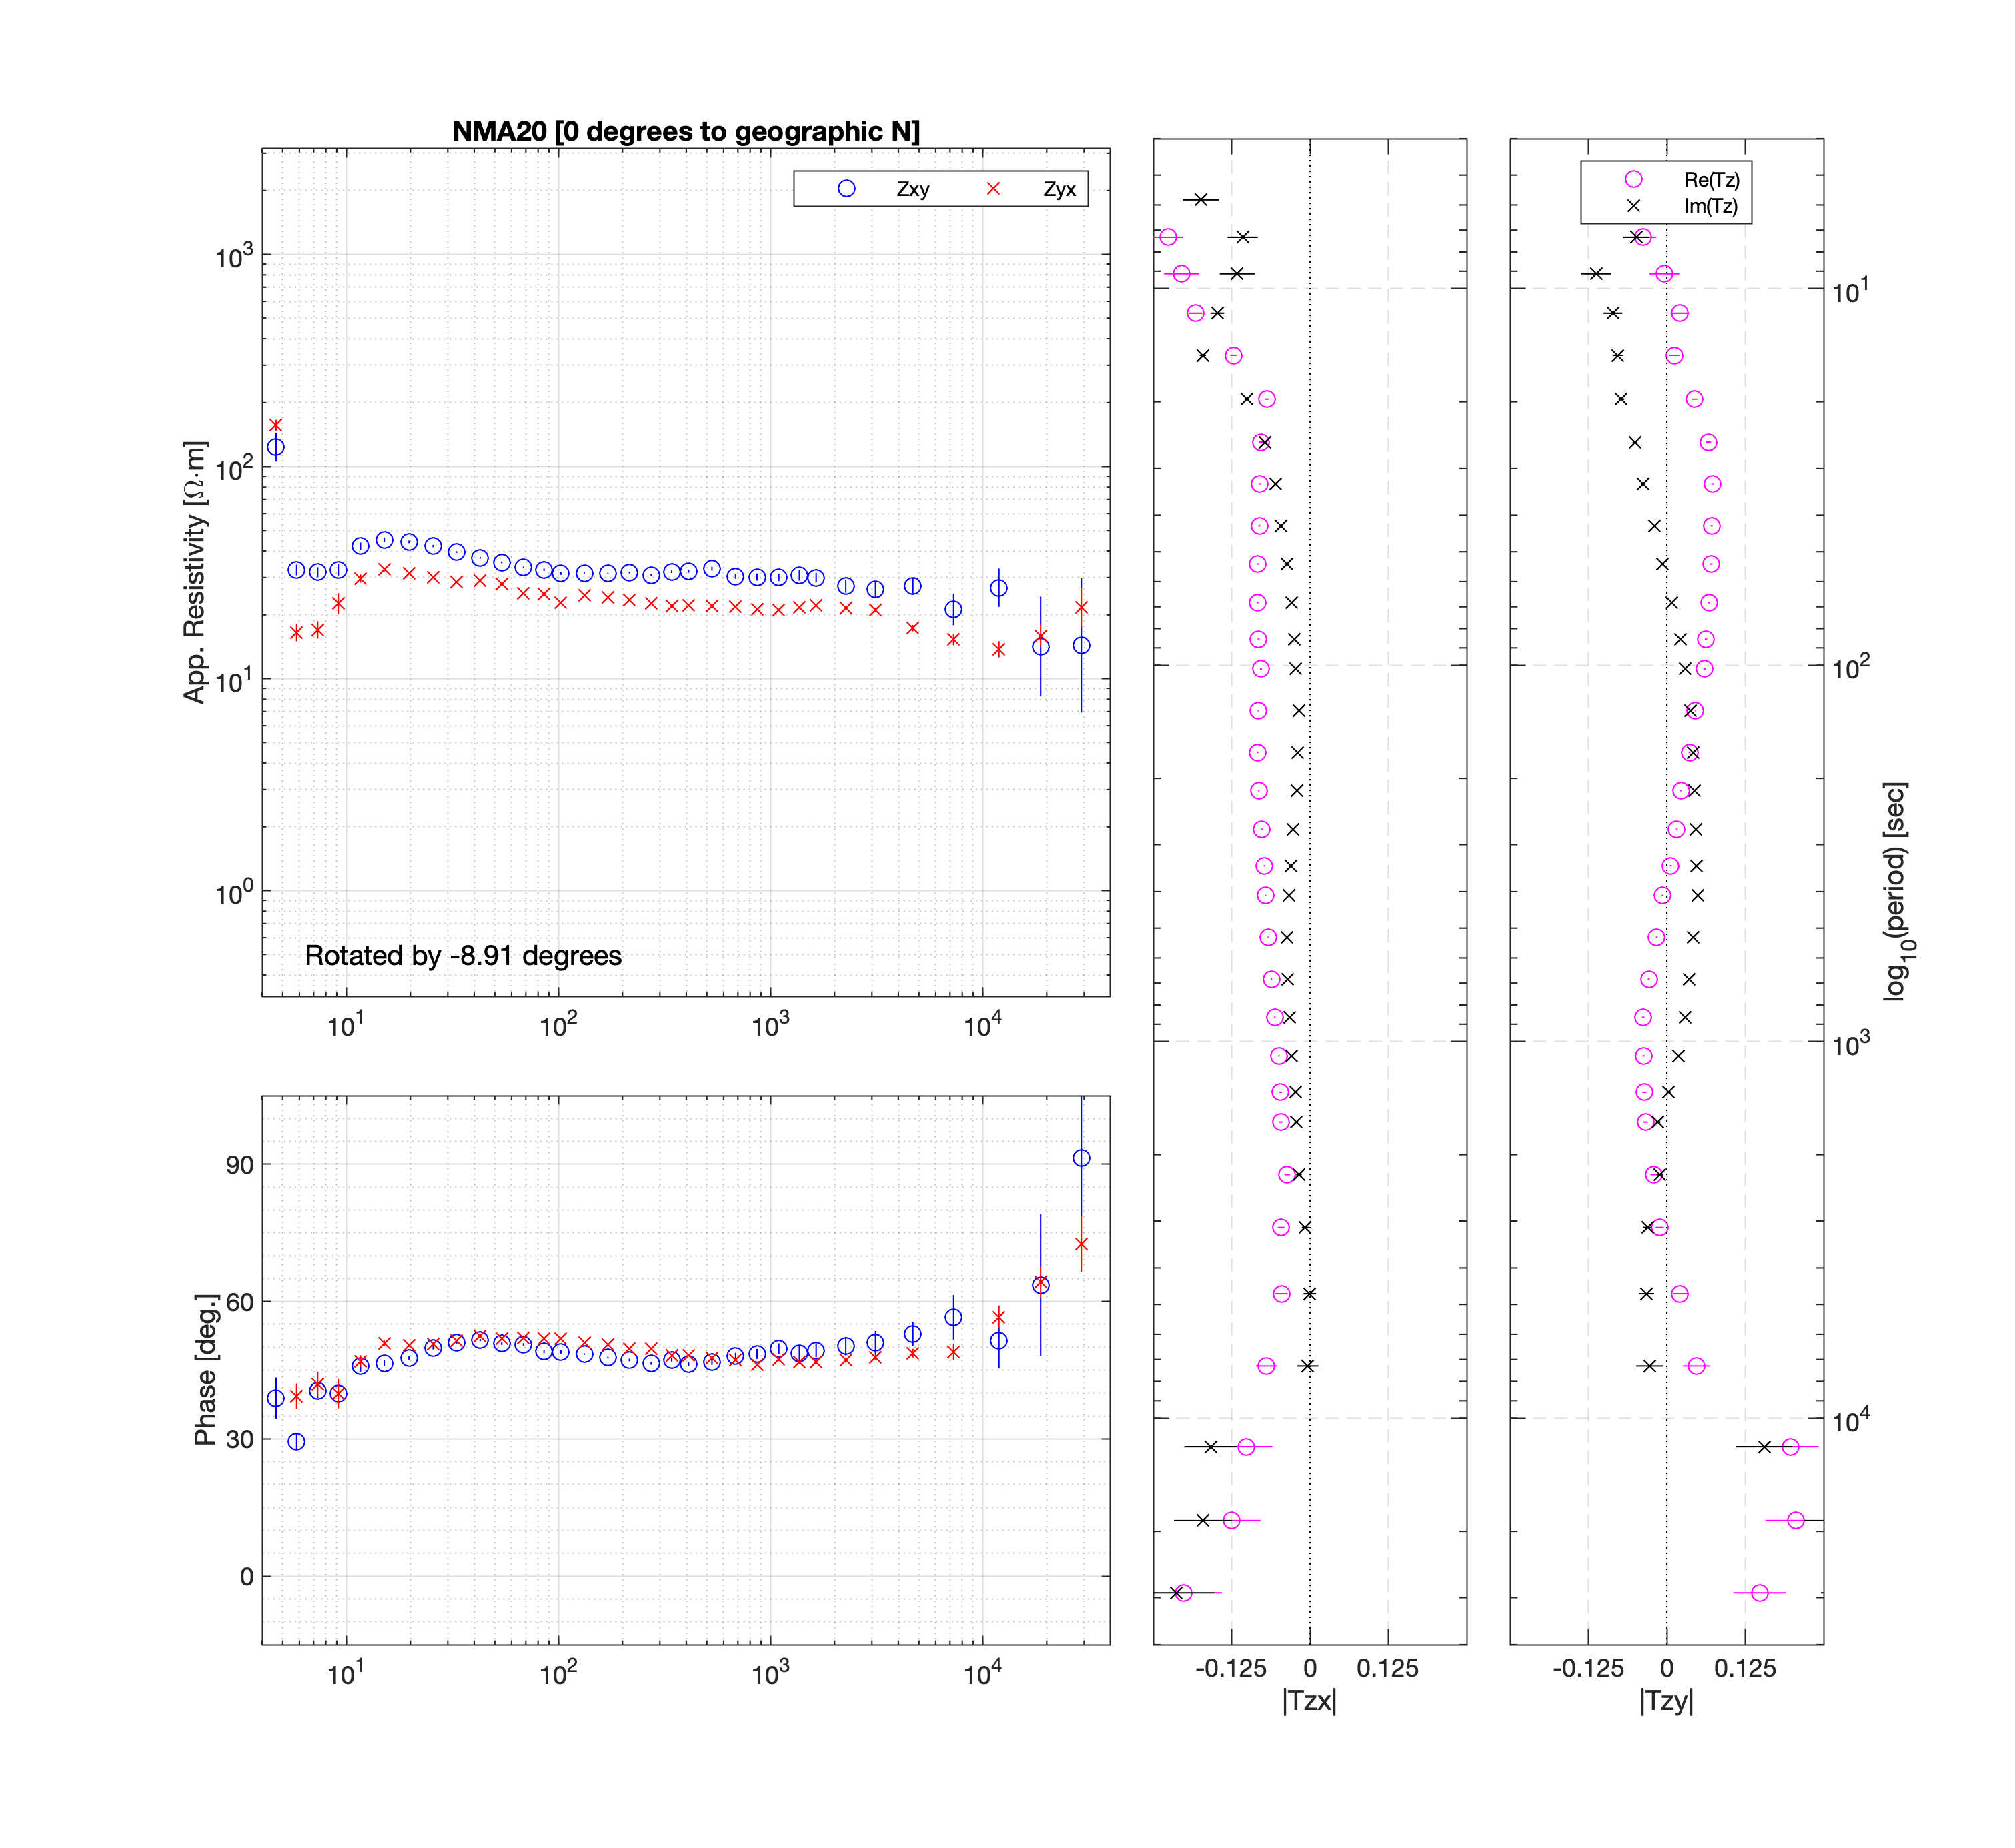 NMA20 [0 degrees to geographic N]
Zxy Zyx
App. Resistivity [Ω·m]
10^3
10^2
10^1
10^0
Rotated by -8.91 degrees
10^1 10^2 10^3 10^4
Phase [deg.]
90
60
30
0
10^1 10^2 10^3 10^4
-0.125 0 0.125
|Tzx|
Re(Tz)
Im(Tz)
10^1
10^2
10^3
10^4
log10(period) [sec]
-0.125 0 0.125
|Tzy|